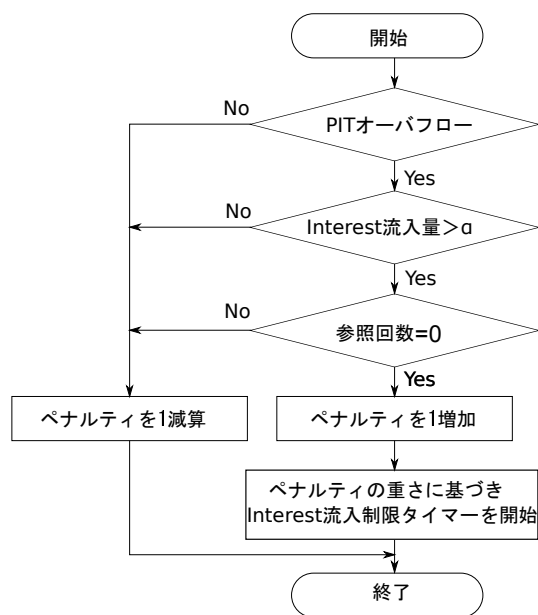 開始
No
PITオーバフロー
Yes
No
Interest流入量>α
Yes
No
参照回数=0
Yes
ペナルティを1減算
ペナルティを1増加
ペナルティの重さに基づき
Interest流入制限タイマーを開始
終了